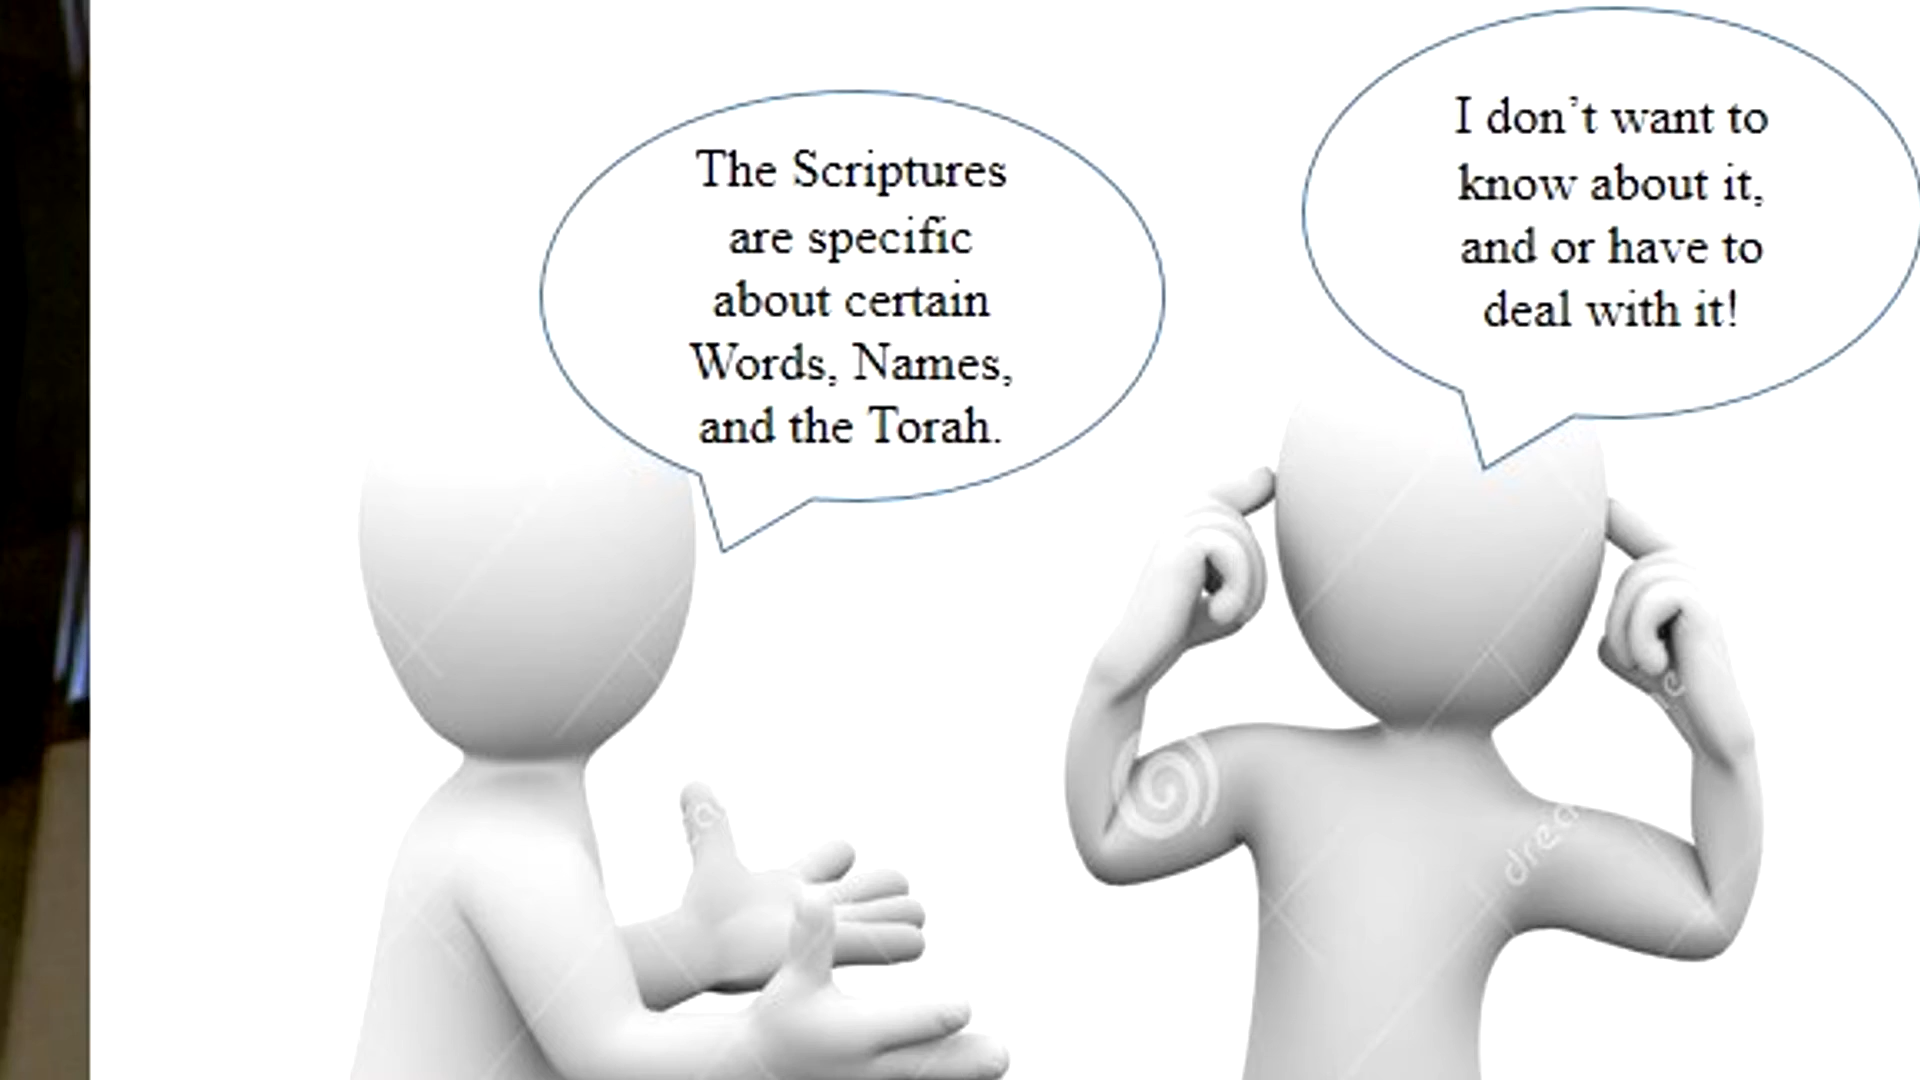 The Scriptures
are specific
about certain
Words, Names,
and the Torah.
I don't want to
know about it,
and or have to
deal with it!
drea